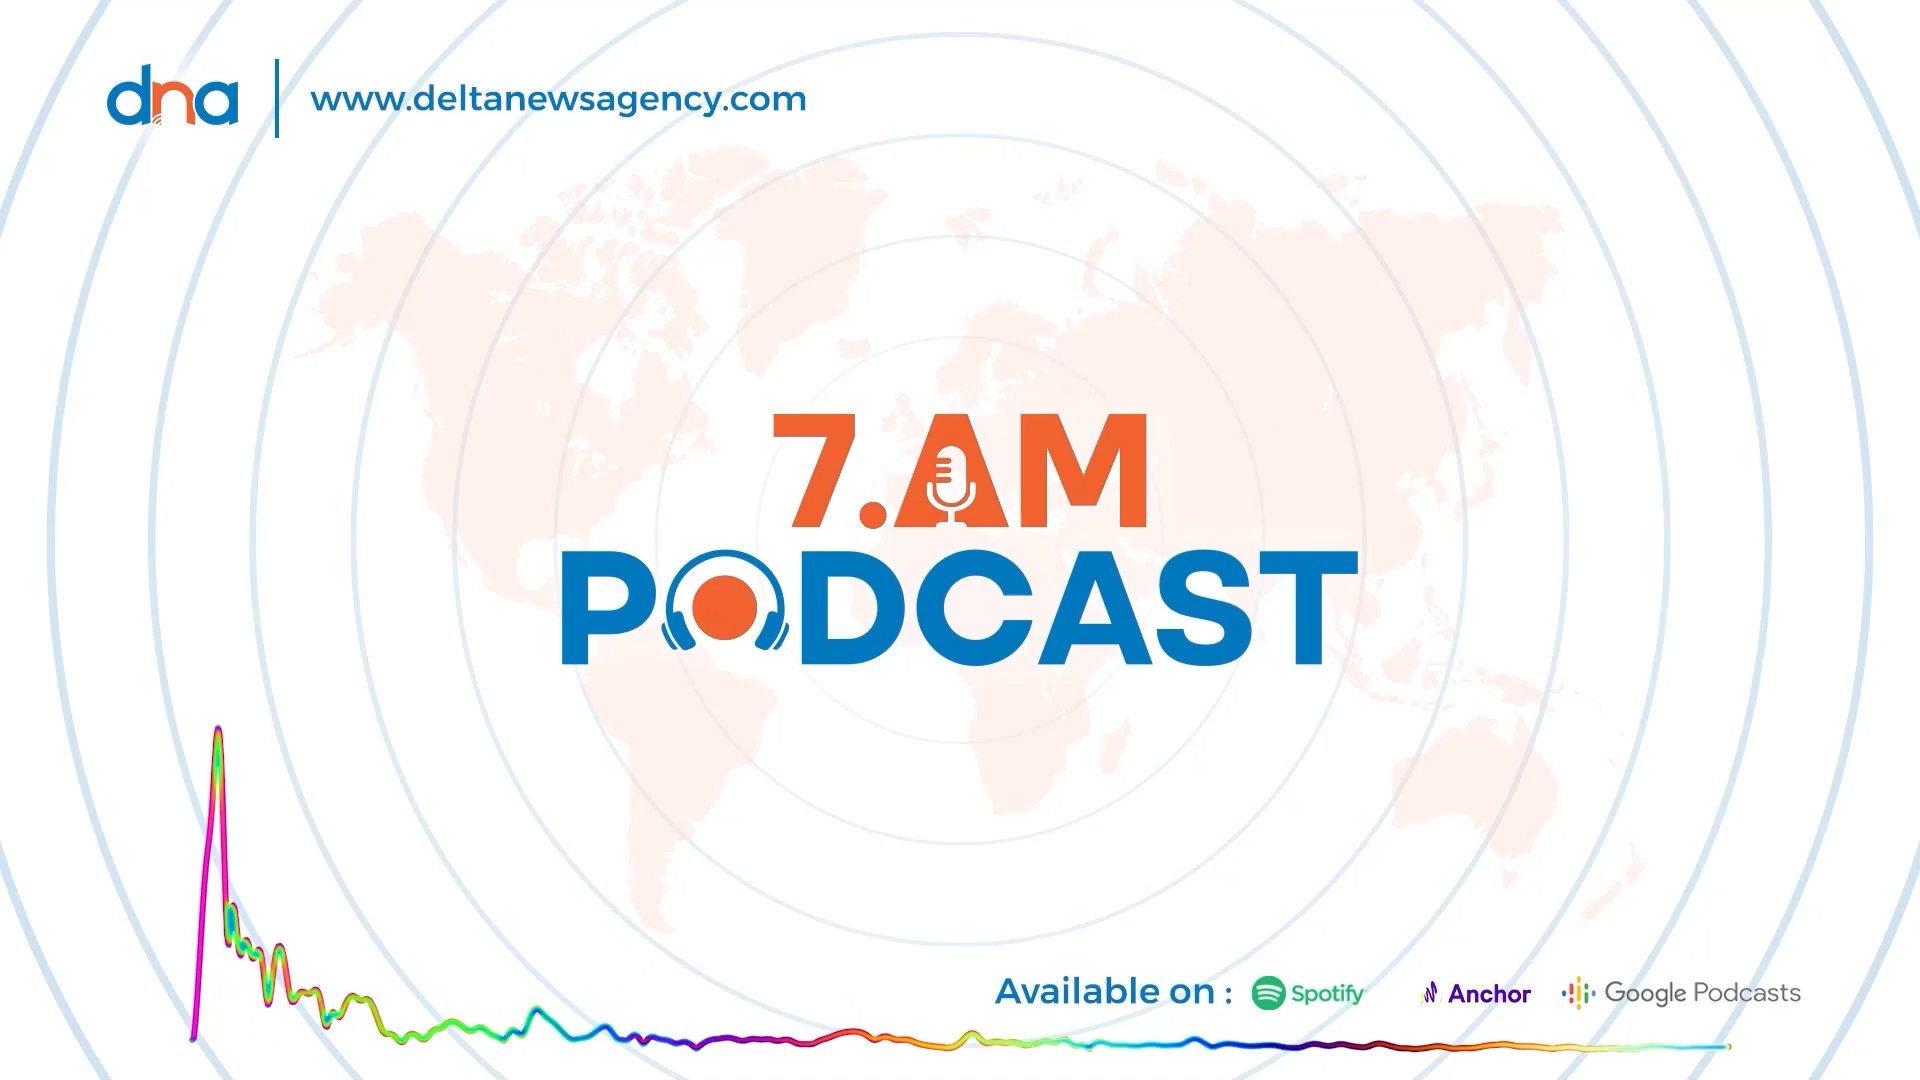 dna
www.deltanewsagency.com
7.AM
PODCAST
Available on : Spotify Anchor Google Podcasts